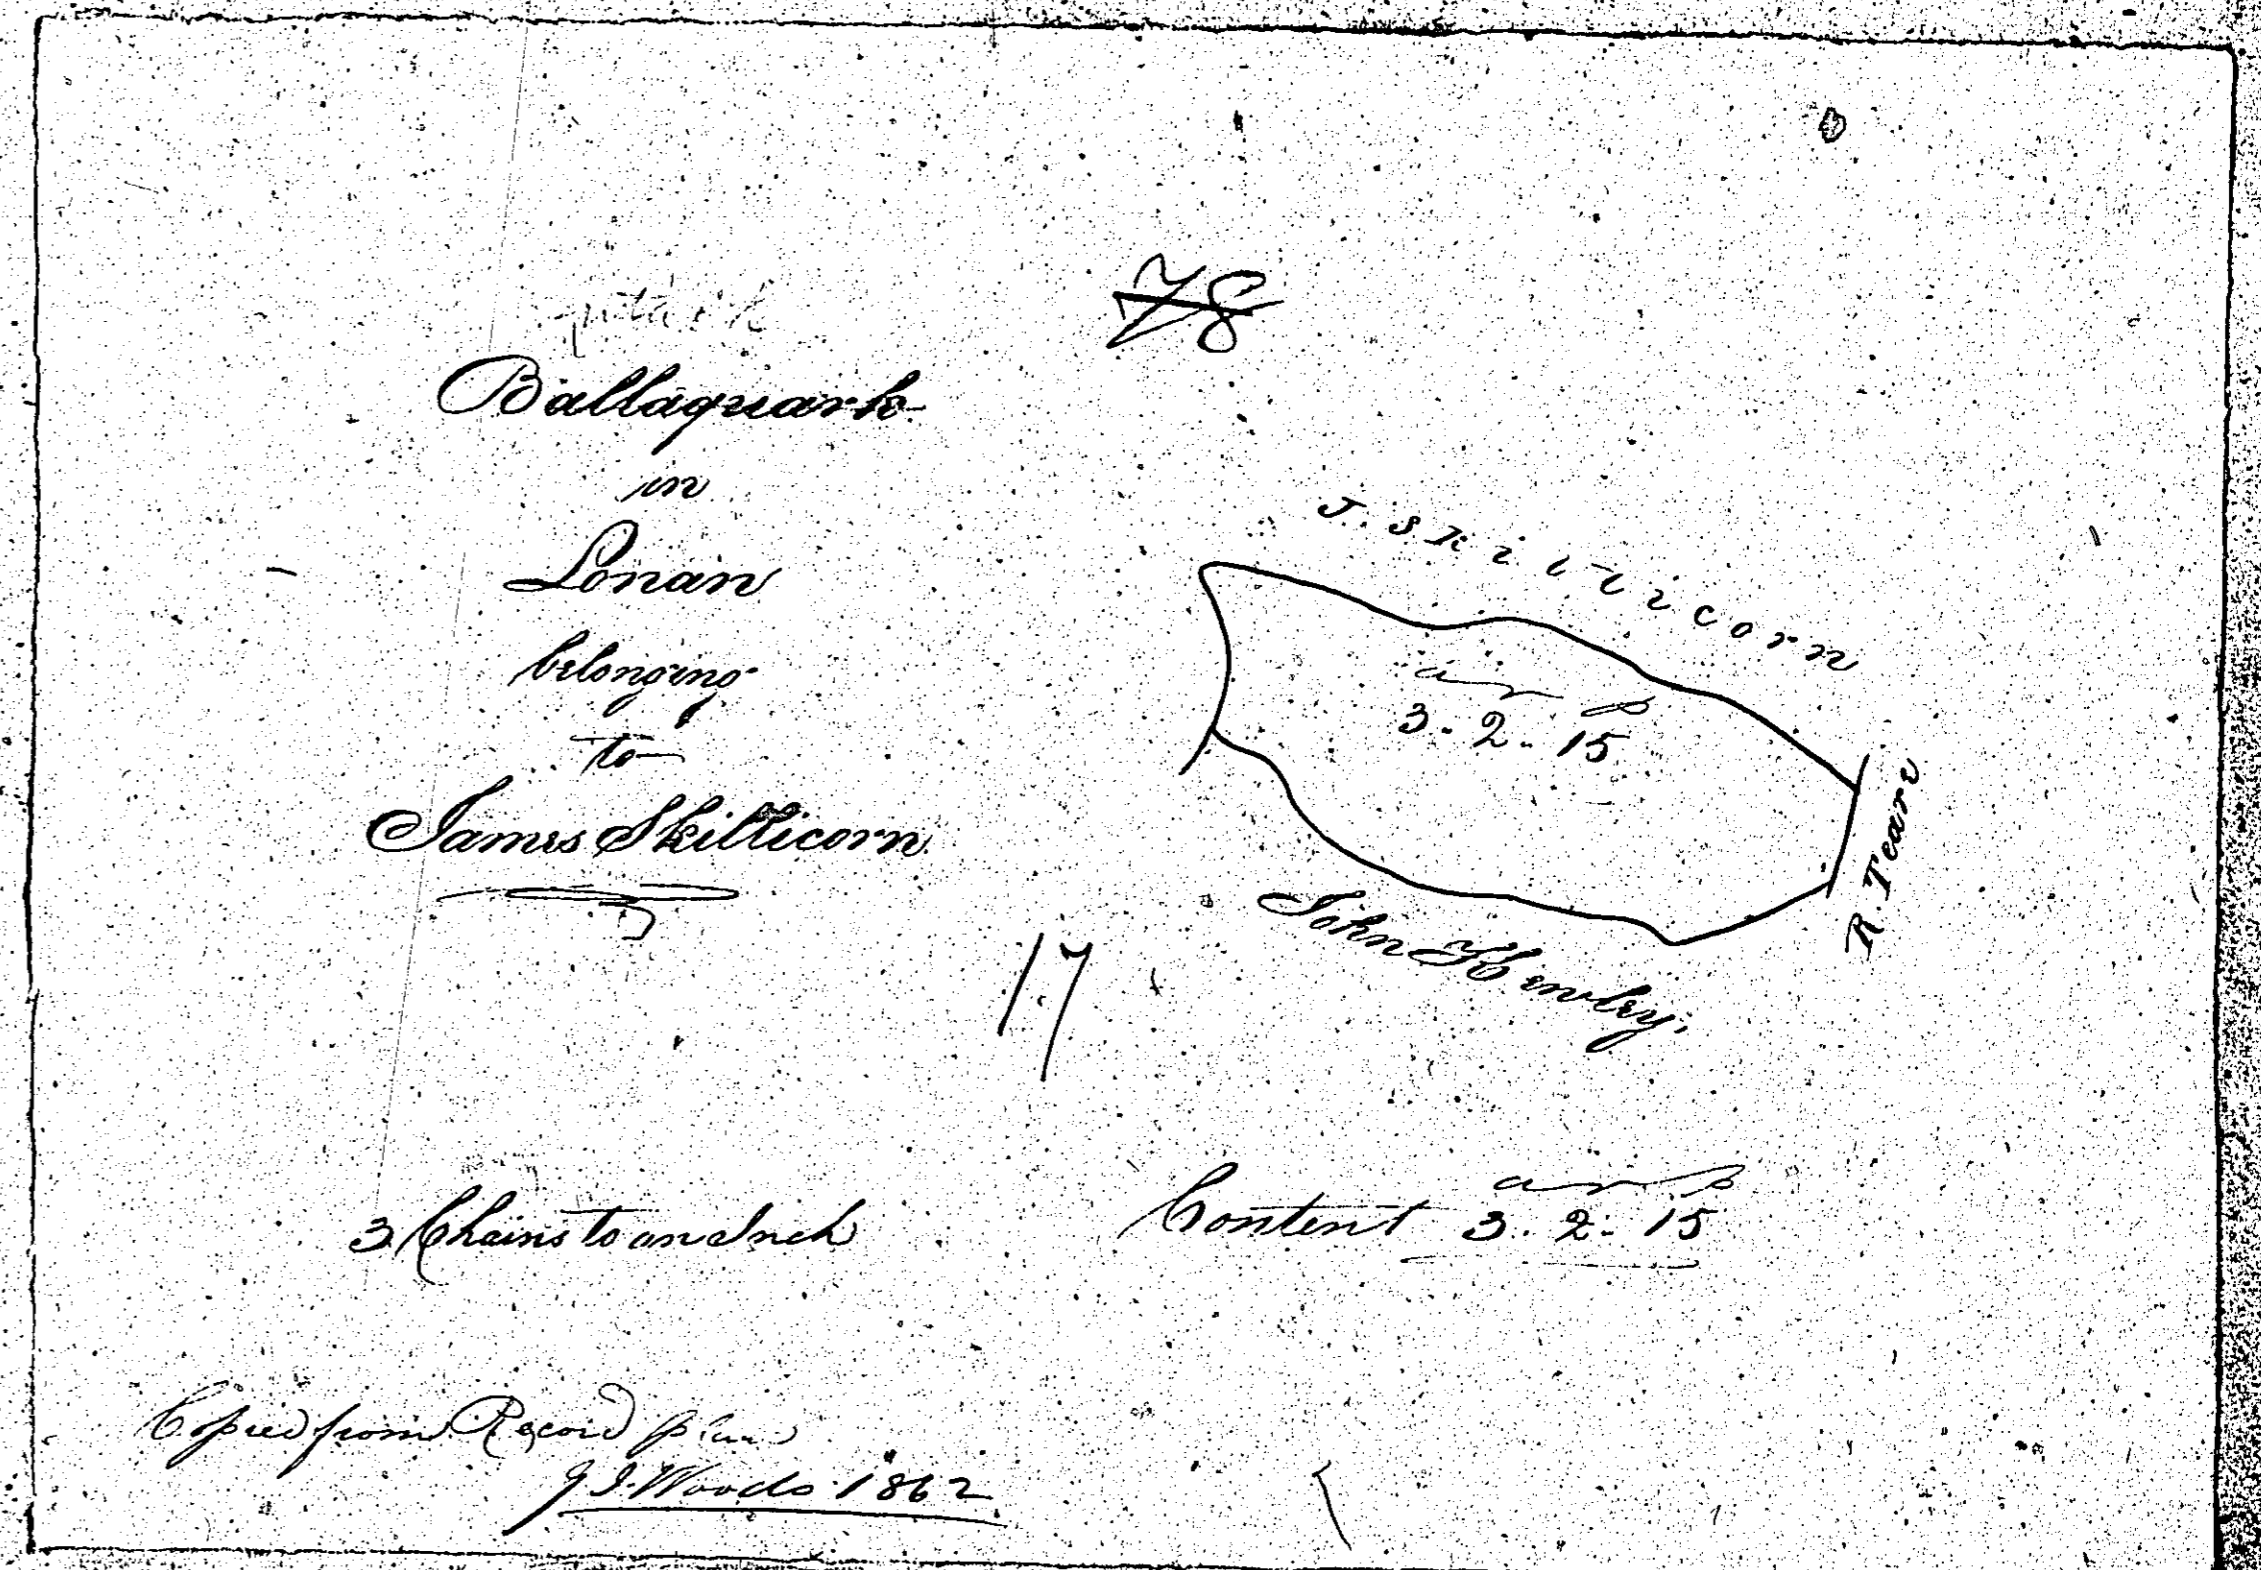 78
Ballaquark
in
Lonan
belonging
to
James Skillicorn
J. Skillicorn
a r p
3 - 2 - 15
R. Teare
John Kewley.
17
3 Chains to an Inch
Content a r p
3 - 2 - 15
Copied from Record plan
J I. Woods 1862